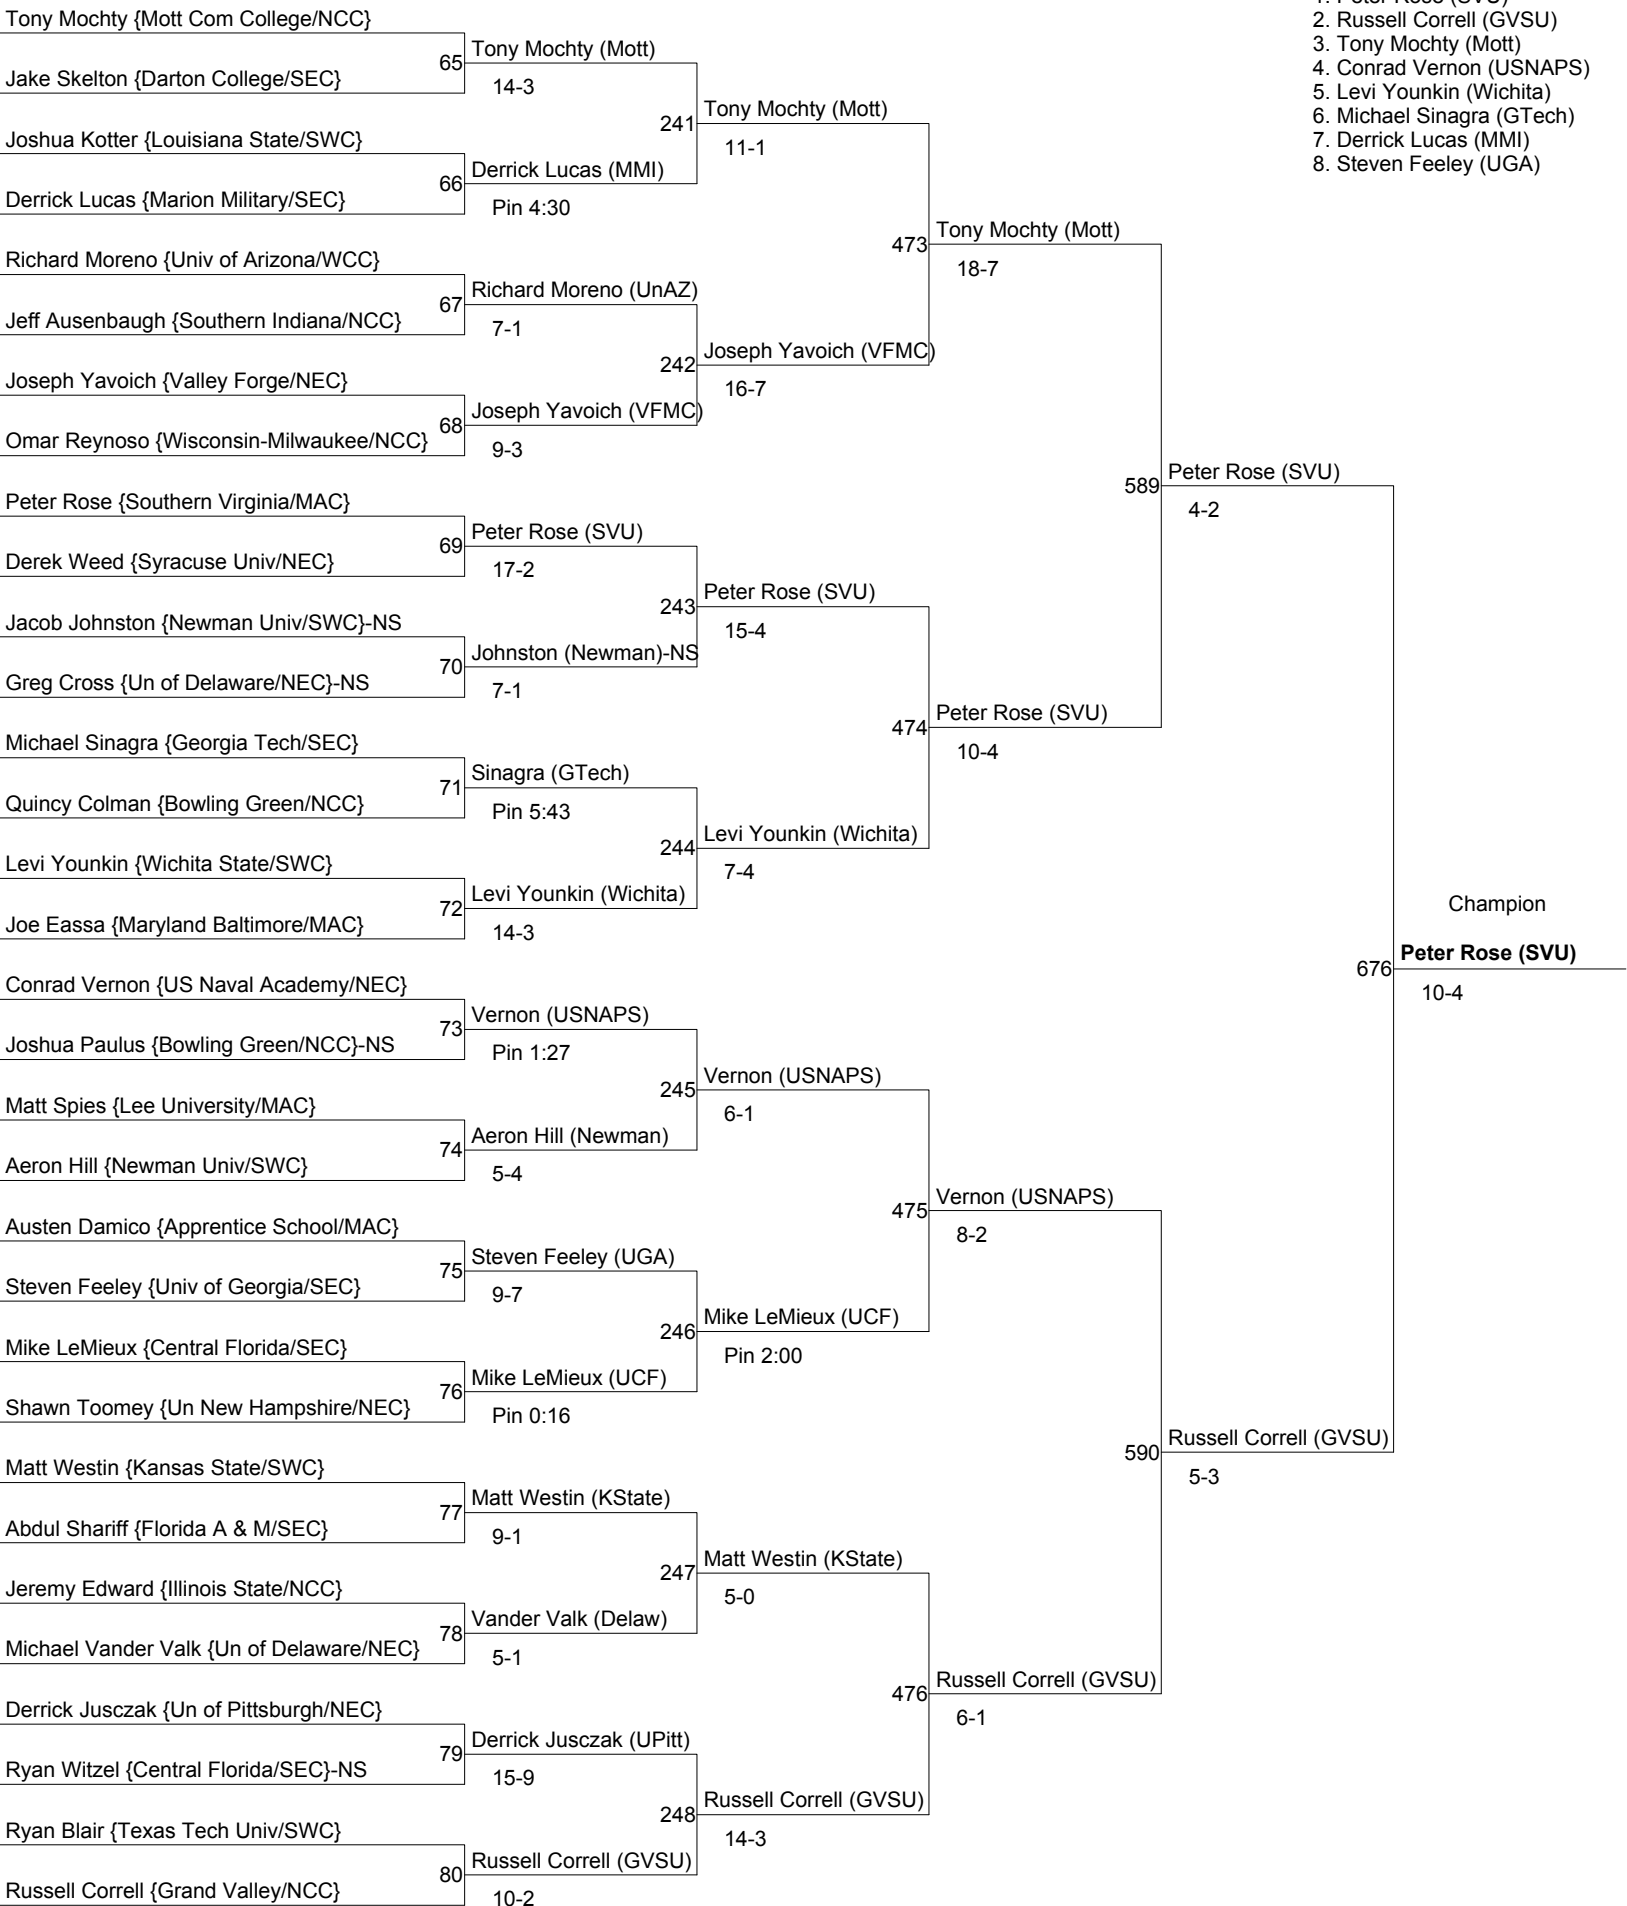 1. Peter Rose (SVU)
2. Russell Correll (GVSU)
3. Tony Mochty (Mott)
4. Conrad Vernon (USNAPS)
5. Levi Younkin (Wichita)
6. Michael Sinagra (GTech)
7. Derrick Lucas (MMI)
8. Steven Feeley (UGA)
Tony Mochty {Mott Com College/NCC}
Jake Skelton {Darton College/SEC}
Joshua Kotter {Louisiana State/SWC}
Derrick Lucas {Marion Military/SEC}
Richard Moreno {Univ of Arizona/WCC}
Jeff Ausenbaugh {Southern Indiana/NCC}
Joseph Yavoich {Valley Forge/NEC}
Omar Reynoso {Wisconsin-Milwaukee/NCC}
Peter Rose {Southern Virginia/MAC}
Derek Weed {Syracuse Univ/NEC}
Jacob Johnston {Newman Univ/SWC}-NS
Greg Cross {Un of Delaware/NEC}-NS
Michael Sinagra {Georgia Tech/SEC}
Quincy Colman {Bowling Green/NCC}
Levi Younkin {Wichita State/SWC}
Joe Eassa {Maryland Baltimore/MAC}
Conrad Vernon {US Naval Academy/NEC}
Joshua Paulus {Bowling Green/NCC}-NS
Matt Spies {Lee University/MAC}
Aeron Hill {Newman Univ/SWC}
Austen Damico {Apprentice School/MAC}
Steven Feeley {Univ of Georgia/SEC}
Mike LeMieux {Central Florida/SEC}
Shawn Toomey {Un New Hampshire/NEC}
Matt Westin {Kansas State/SWC}
Abdul Shariff {Florida A & M/SEC}
Jeremy Edward {Illinois State/NCC}
Michael Vander Valk {Un of Delaware/NEC}
Derrick Jusczak {Un of Pittsburgh/NEC}
Ryan Witzel {Central Florida/SEC}-NS
Ryan Blair {Texas Tech Univ/SWC}
Russell Correll {Grand Valley/NCC}
65 Tony Mochty (Mott)
14-3
66 Derrick Lucas (MMI)
Pin 4:30
67 Richard Moreno (UnAZ)
7-1
68 Joseph Yavoich (VFMC)
9-3
69 Peter Rose (SVU)
17-2
70 Johnston (Newman)-NS
7-1
71 Sinagra (GTech)
Pin 5:43
72 Levi Younkin (Wichita)
14-3
73 Vernon (USNAPS)
Pin 1:27
74 Aeron Hill (Newman)
5-4
75 Steven Feeley (UGA)
9-7
76 Mike LeMieux (UCF)
Pin 0:16
77 Matt Westin (KState)
9-1
78 Vander Valk (Delaw)
5-1
79 Derrick Jusczak (UPitt)
15-9
80 Russell Correll (GVSU)
10-2
241 Tony Mochty (Mott)
11-1
242 Joseph Yavoich (VFMC)
16-7
243 Peter Rose (SVU)
15-4
244 Levi Younkin (Wichita)
7-4
245 Vernon (USNAPS)
6-1
246 Mike LeMieux (UCF)
Pin 2:00
247 Matt Westin (KState)
5-0
248 Russell Correll (GVSU)
14-3
473 Tony Mochty (Mott)
18-7
474 Peter Rose (SVU)
10-4
475 Vernon (USNAPS)
8-2
476 Russell Correll (GVSU)
6-1
589 Peter Rose (SVU)
4-2
590 Russell Correll (GVSU)
5-3
Champion
676 Peter Rose (SVU)
10-4